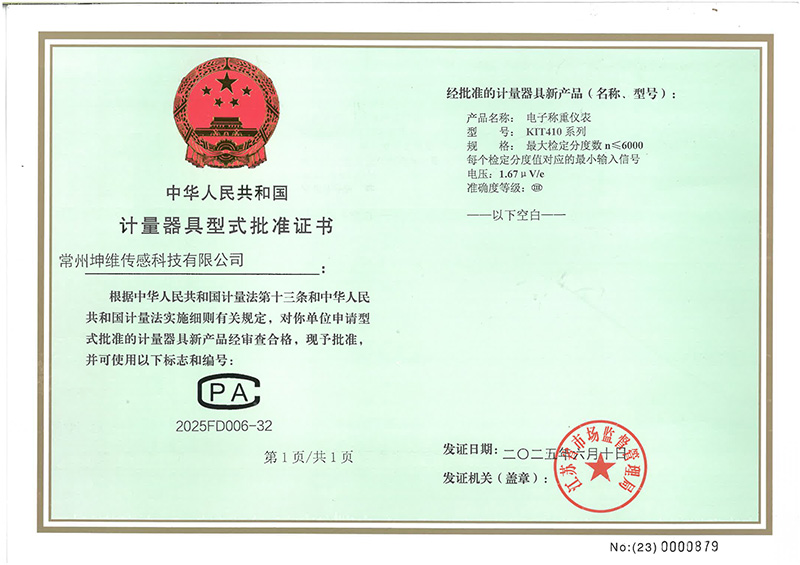 中华人民共和国
计量器具型式批准证书
常州坤维传感科技有限公司：
根据中华人民共和国计量法第十三条和中华人民
共和国计量法实施细则有关规定，对你单位申请型
式批准的计量器具新产品经审查合格，现予批准，
并可使用以下标志和编号：
CPA
2025FD006-32
第1页/共1页
经批准的计量器具新产品（名称、型号）：
产品名称： 电子称重仪表
型 号： KIT410 系列
规 格： 最大检定分度数 n≤6000
每个检定分度值对应的最小输入信号
电压：1.67μV/e
准确度等级：Ⅲ
——以下空白——
发证日期：二〇二五年六月十日
发证机关（盖章）：
江苏省市场监督管理局
No:(23) 0000879